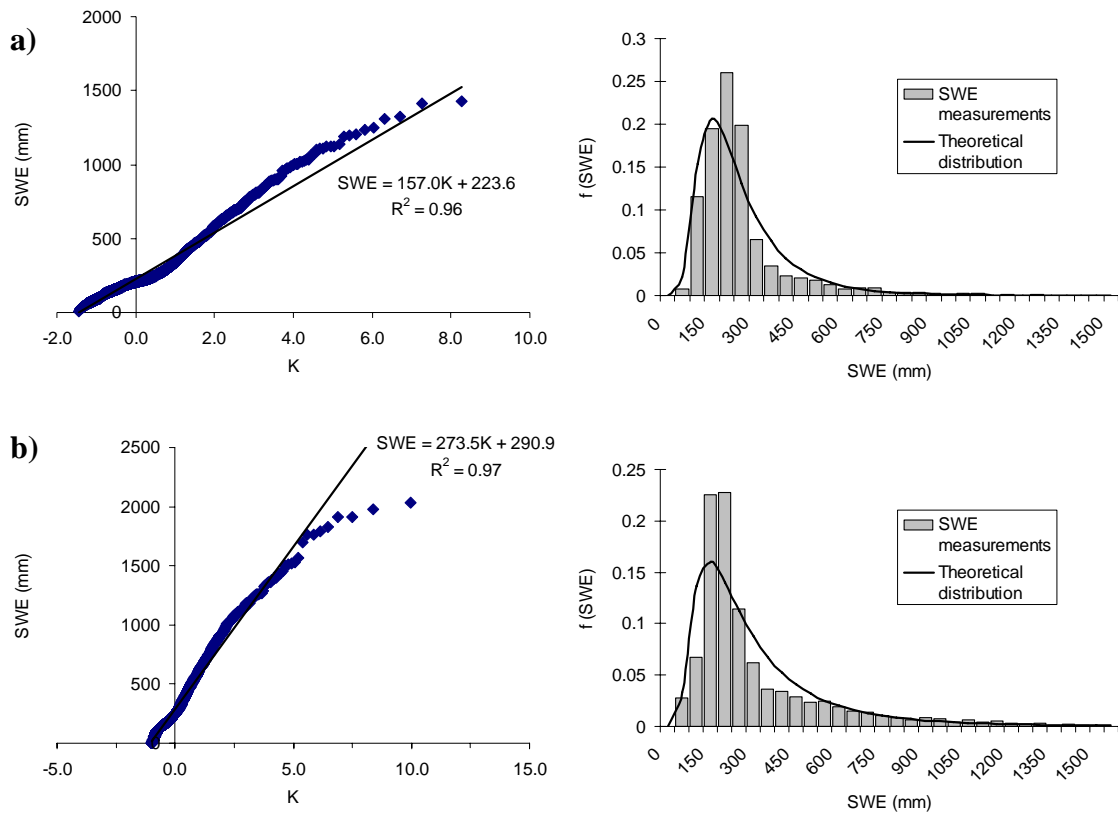 a)
2000
1500
1000
500
0
SWE (mm)
-2.0 0.0 2.0 4.0 6.0 8.0 10.0
K
SWE = 157.0K + 223.6
R2 = 0.96
0.3
0.25
0.2
0.15
0.1
0.05
0
f (SWE)
0 150 300 450 600 750 900 1050 1200 1350 1500
SWE (mm)
SWE
measurements
Theoretical
distribution
b)
2500
2000
1500
1000
500
0
SWE (mm)
-5.0 0.0 5.0 10.0 15.0
K
SWE = 273.5K + 290.9
R2 = 0.97
0.25
0.2
0.15
0.1
0.05
0
f (SWE)
0 150 300 450 600 750 900 1050 1200 1350 1500
SWE (mm)
SWE
measurements
Theoretical
distribution